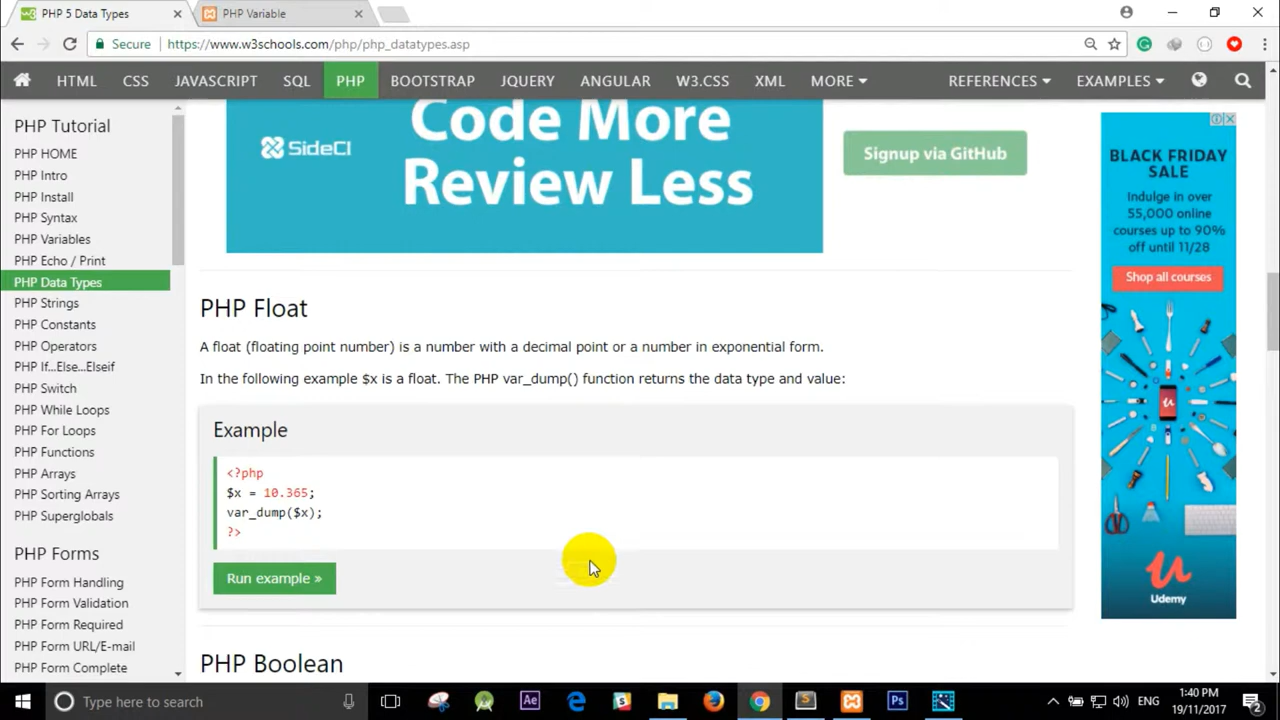 PHP 5 Data Types
PHP Variable
Secure
https://www.w3schools.com/php/php_datatypes.asp
HTML CSS JAVASCRIPT SQL PHP BOOTSTRAP JQUERY ANGULAR W3.CSS XML MORE REFERENCES EXAMPLES
PHP Tutorial
PHP HOME
PHP Intro
PHP Install
PHP Syntax
PHP Variables
PHP Echo / Print
PHP Data Types
PHP Strings
PHP Constants
PHP Operators
PHP If...Else...Elseif
PHP Switch
PHP While Loops
PHP For Loops
PHP Functions
PHP Arrays
PHP Sorting Arrays
PHP Superglobals
PHP Forms
PHP Form Handling
PHP Form Validation
PHP Form Required
PHP Form URL/E-mail
PHP Form Complete
SideCI
Code More
Review Less
Signup via GitHub
PHP Float
A float (floating point number) is a number with a decimal point or a number in exponential form.
In the following example $x is a float. The PHP var_dump() function returns the data type and value:
Example
<?php
$x = 10.365;
var_dump($x);
?>
Run example »
PHP Boolean
BLACK FRIDAY
SALE
Indulge in over
55,000 online
courses up to 90%
off until 11/28
Shop all courses
Udemy
Type here to search
Ae
Ps
ENG
1:40 PM
19/11/2017
2